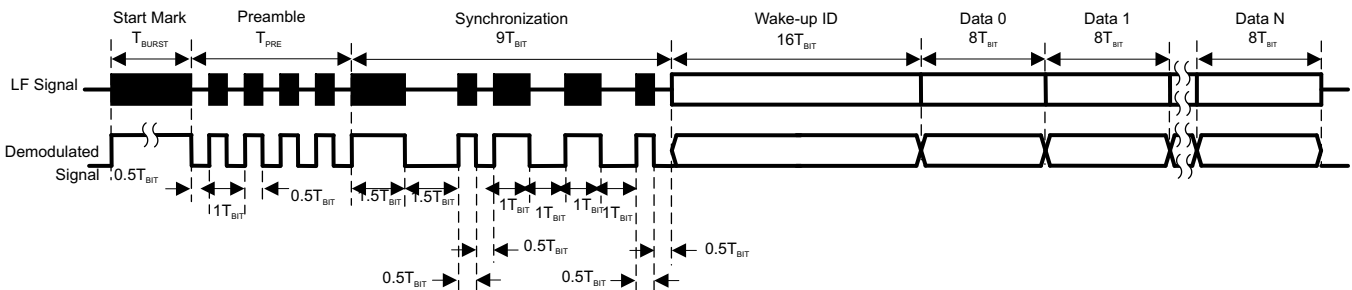 Start Mark
T_BURST
Preamble
T_PRE
Synchronization
9T_BIT
Wake-up ID
16T_BIT
Data 0
8T_BIT
Data 1
8T_BIT
Data N
8T_BIT
LF Signal
Demodulated
Signal
0.5T_BIT
1T_BIT
0.5T_BIT
1.5T_BIT
1.5T_BIT
1T_BIT
1T_BIT
1T_BIT
1T_BIT
0.5T_BIT
0.5T_BIT
0.5T_BIT
0.5T_BIT